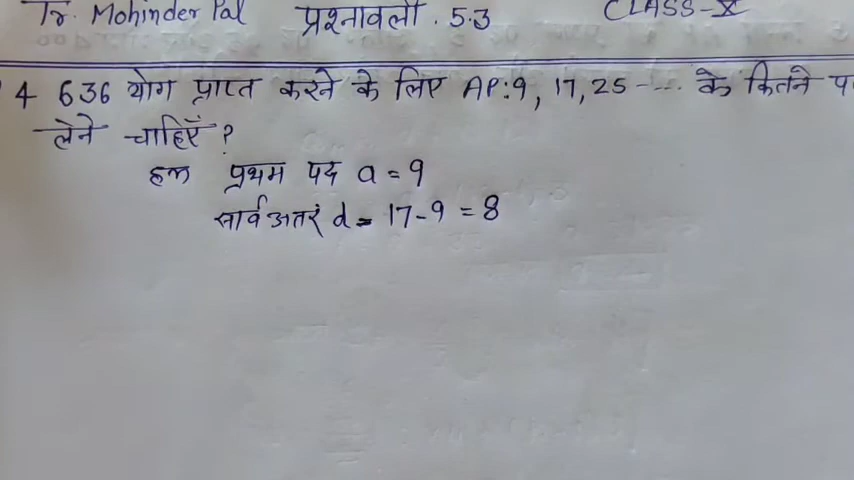 Tr. Mohinder Pal प्रश्नावली . 5.3 CLASS-X
4 636 योग प्राप्त करने के लिए AP: 9, 17, 25 -.... के कितने
लेने चाहिएँ ?
हल प्रथम पद a = 9
सार्वअतरं d = 17-9 = 8